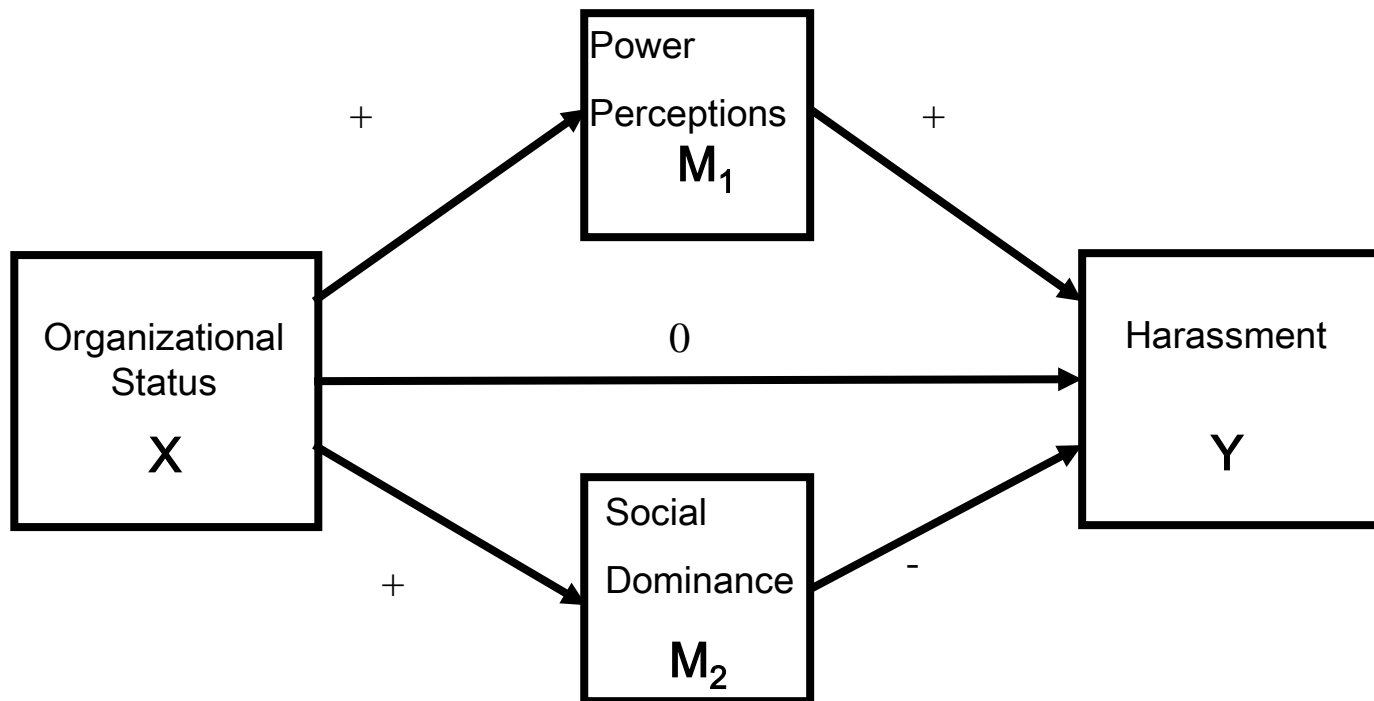 Power
Perceptions
M₁
+
+
Organizational
Status
X
0
Harassment
Y
Social
Dominance
M₂
+
-